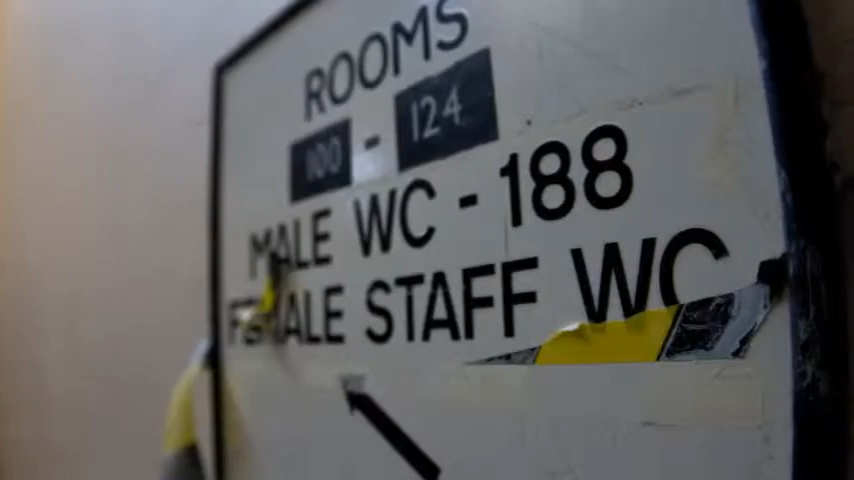 ROOMS
100 - 124
MALE WC - 188
FEMALE STAFF WC